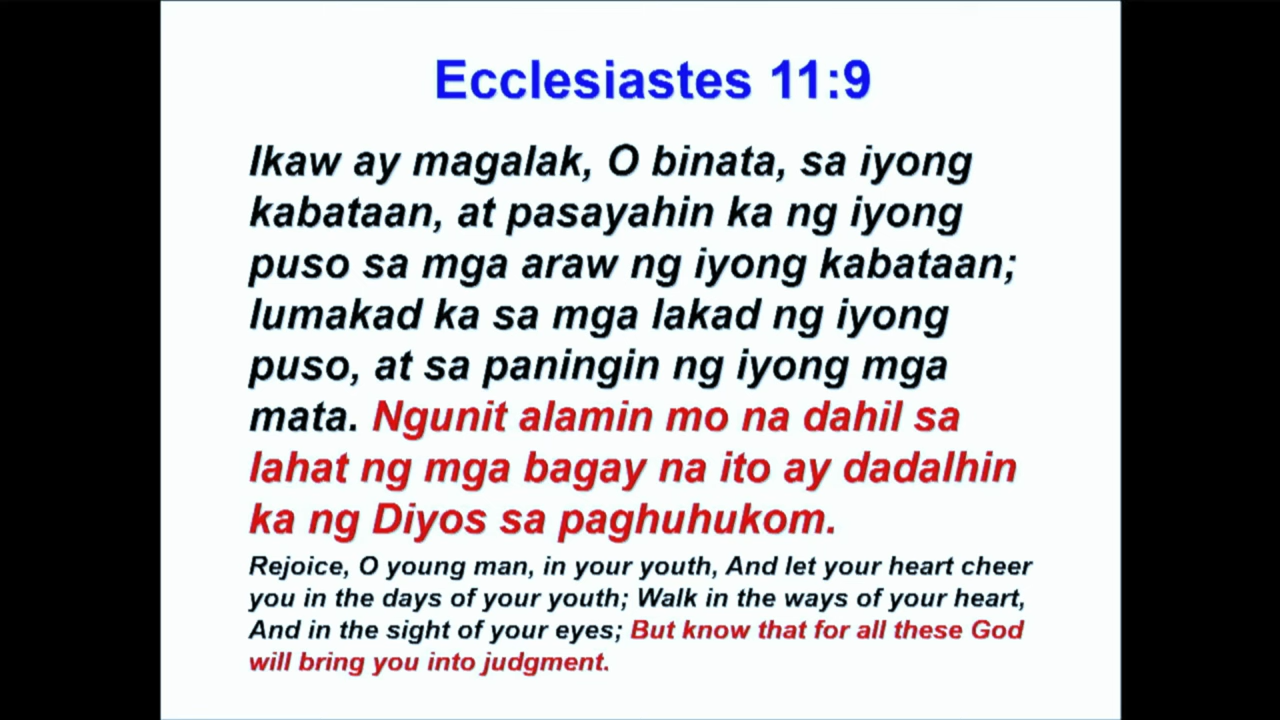 Ecclesiastes 11:9
Ikaw ay magalak, O binata, sa iyong
kabataan, at pasayahin ka ng iyong
puso sa mga araw ng iyong kabataan;
lumakad ka sa mga lakad ng iyong
puso, at sa paningin ng iyong mga
mata. Ngunit alamin mo na dahil sa
lahat ng mga bagay na ito ay dadalhin
ka ng Diyos sa paghuhukom.
Rejoice, O young man, in your youth, And let your heart cheer
you in the days of your youth; Walk in the ways of your heart,
And in the sight of your eyes; But know that for all these God
will bring you into judgment.